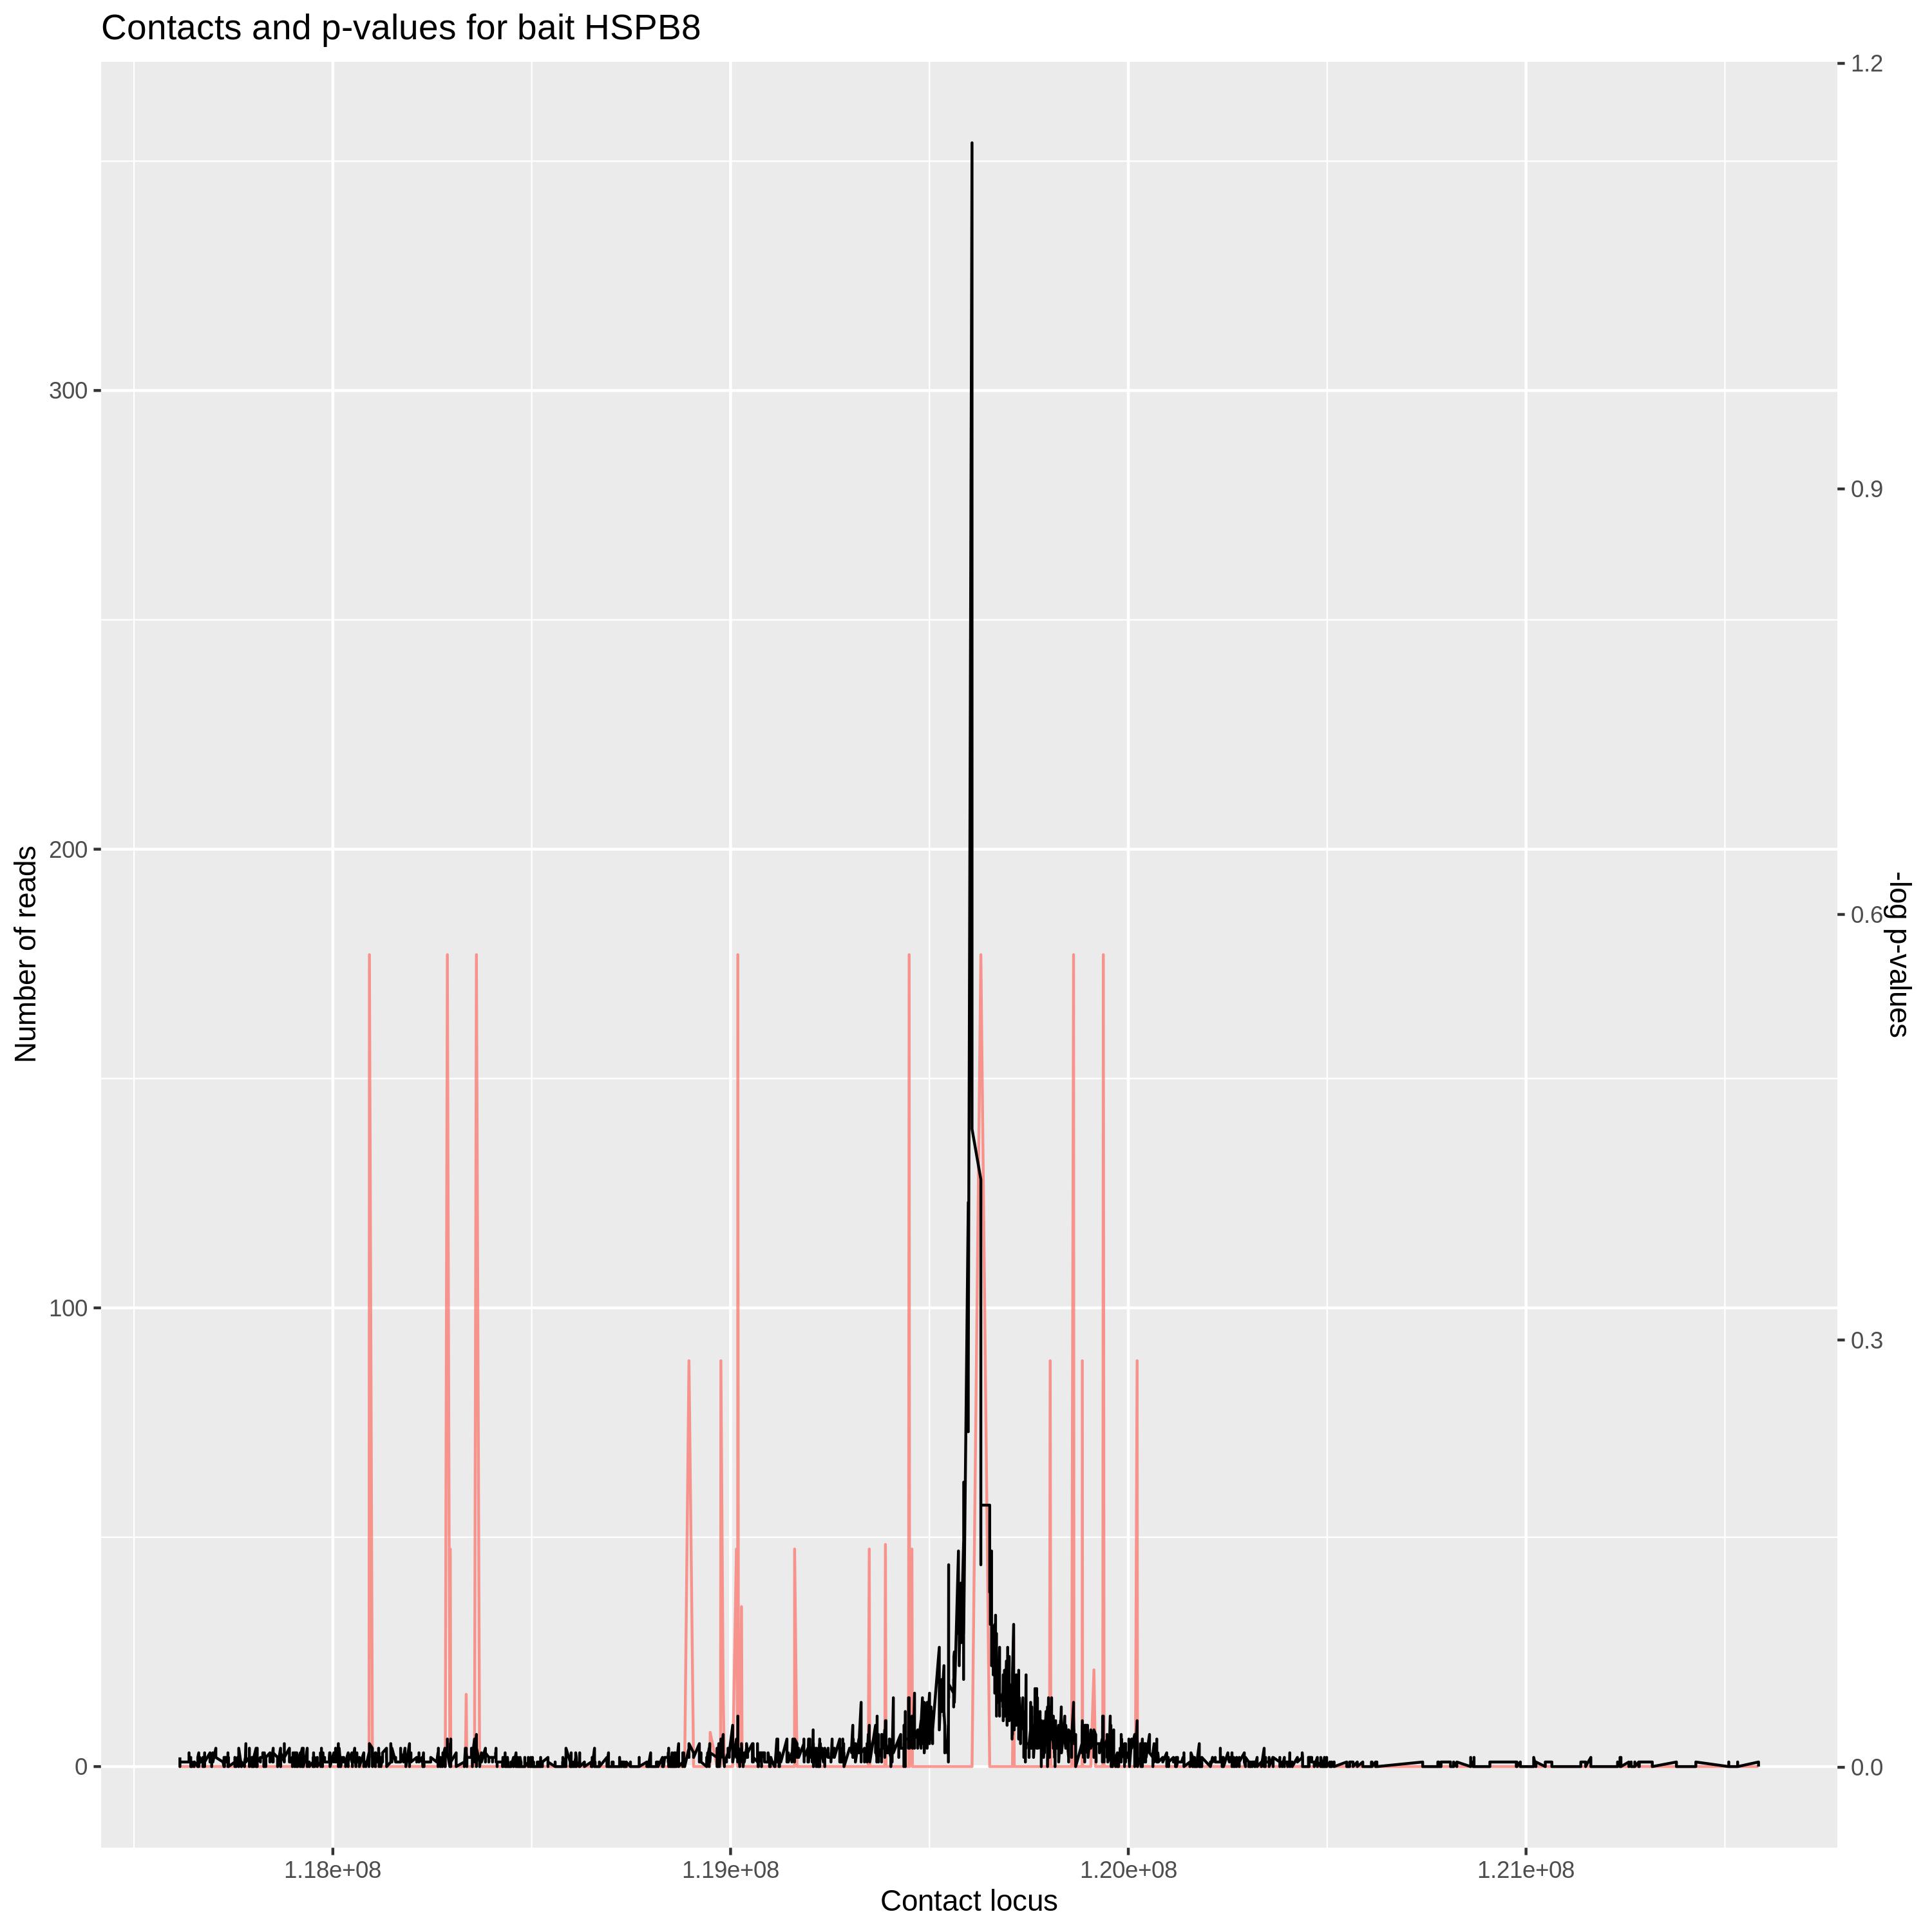 Contacts and p-values for bait HSPB8
1.2
300
0.9
200
0.6
Number of reads
-log p-values
100
0.3
0
0.0
1.18e+08 1.19e+08 1.20e+08 1.21e+08
Contact locus